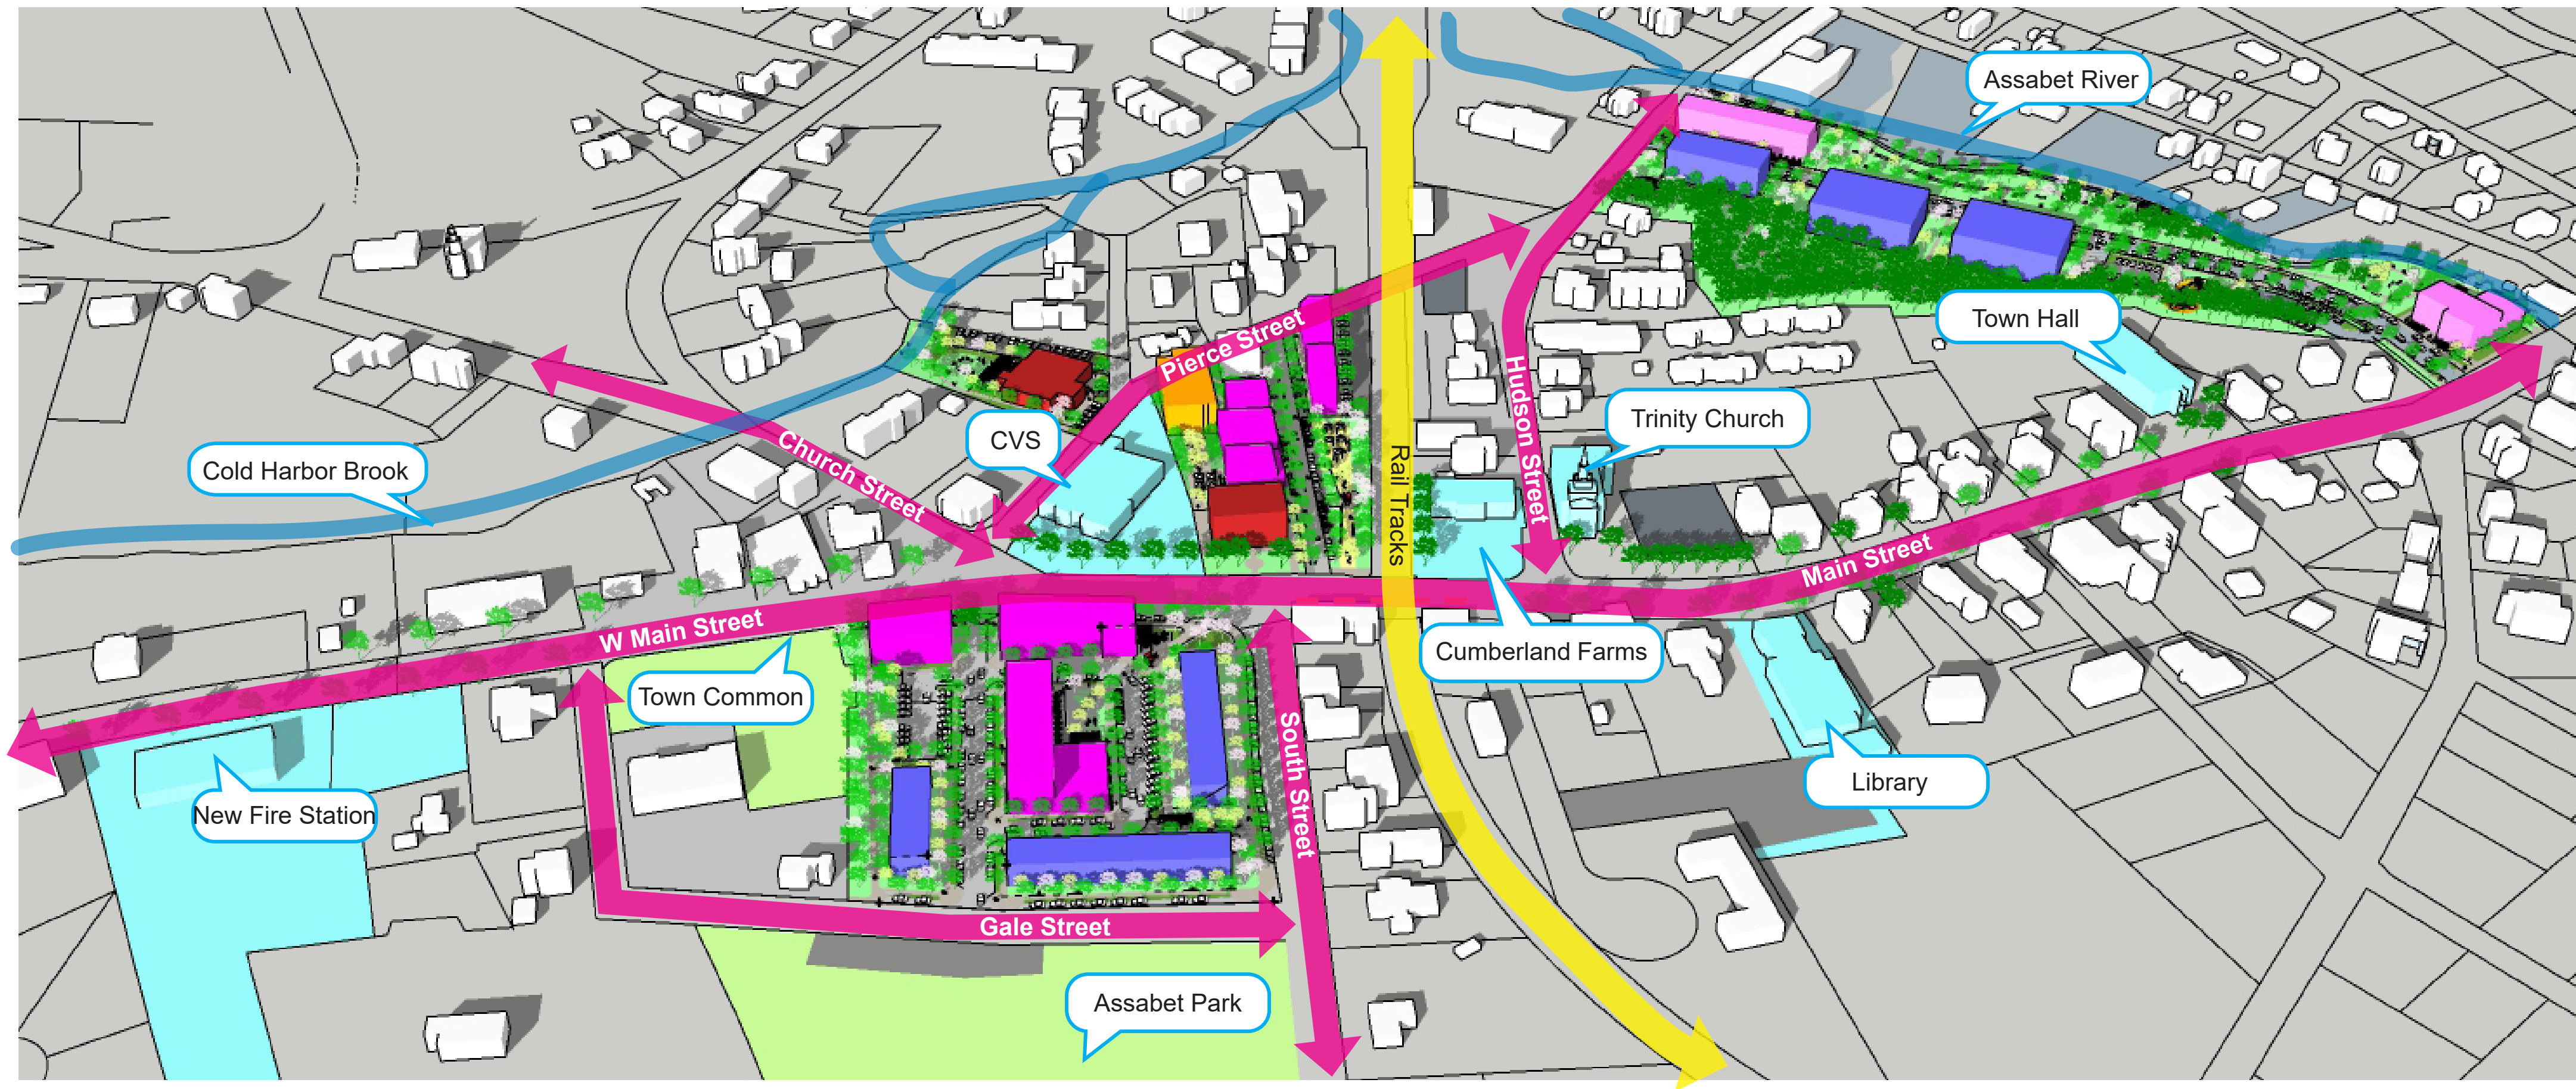 Assabet River
Town Hall
Pierce Street
Hudson Street
Trinity Church
CVS
Church Street
Cold Harbor Brook
Rail Tracks
Main Street
W Main Street
Cumberland Farms
Town Common
South Street
Library
New Fire Station
Gale Street
Assabet Park